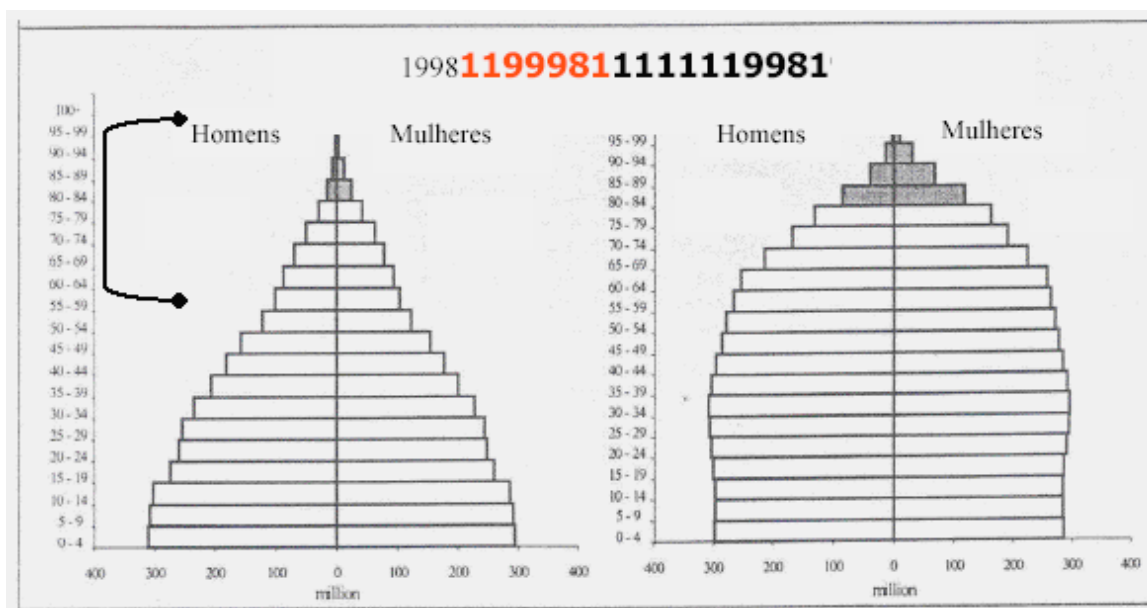 1998119998111111119981
Homens
Mulheres
100-
95 - 99
90 - 94
85 - 89
80 - 84
75 - 79
70 - 74
65 - 69
60 - 64
55 - 59
50 - 54
45 - 49
40 - 44
35 - 39
30 - 34
25 - 29
20 - 24
15 - 19
10 - 14
5 - 9
0 - 4
400 300 200 100 0 100 200 300 400
million
Homens
Mulheres
95 - 99
90 - 94
85 - 89
80 - 84
75 - 79
70 - 74
65 - 69
60 - 64
55 - 59
50 - 54
45 - 49
40 - 44
35 - 39
30 - 34
25 - 29
20 - 24
15 - 19
10 - 14
5 - 9
0 - 4
400 300 200 100 0 100 200 300 400
million